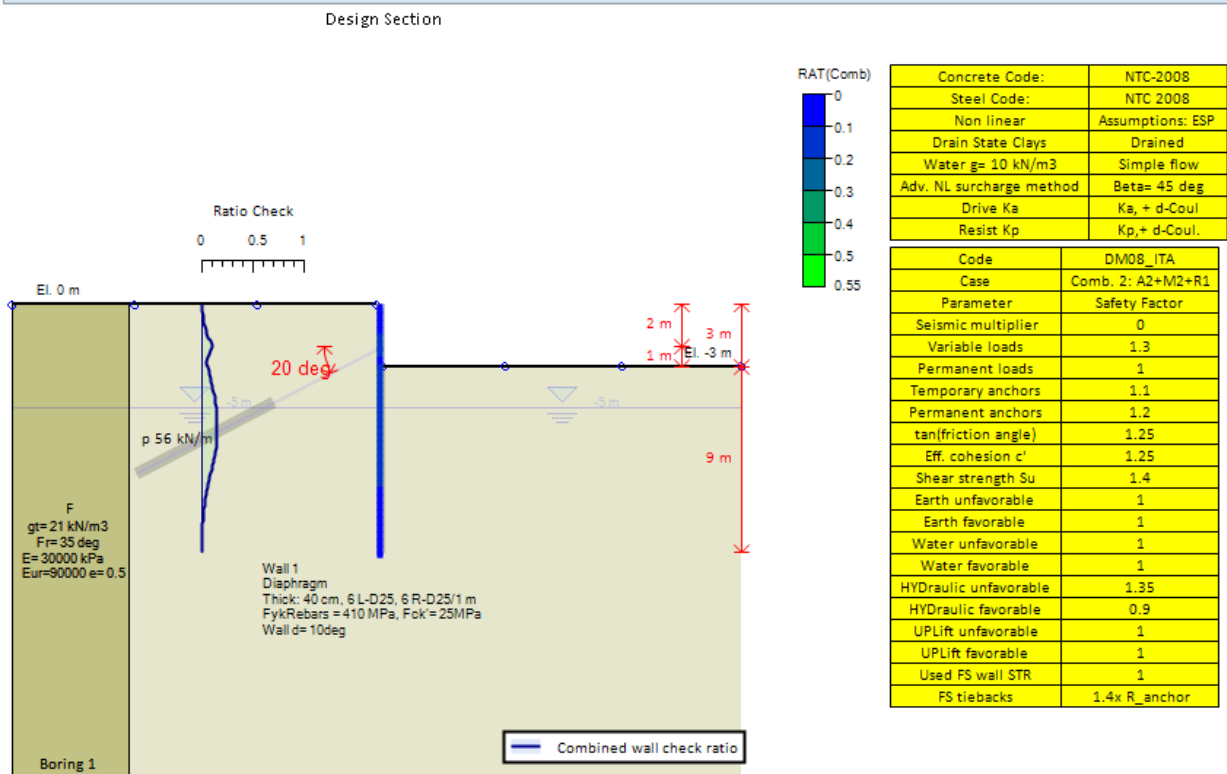 Design Section
RAT(Comb)
0
0.1
0.2
0.3
0.4
0.5
0.55
Concrete Code: NTC-2008
Steel Code: NTC 2008
Non linear Assumptions: ESP
Drain State Clays Drained
Water g= 10 kN/m3 Simple flow
Adv. NL surcharge method Beta= 45 deg
Drive Ka Ka, + d-Coul
Resist Kp Kp,+ d-Coul.
Code DM08_ITA
Case Comb. 2: A2+M2+R1
Parameter Safety Factor
Seismic multiplier 0
Variable loads 1.3
Permanent loads 1
Temporary anchors 1.1
Permanent anchors 1.2
tan(friction angle) 1.25
Eff. cohesion c' 1.25
Shear strength Su 1.4
Earth unfavorable 1
Earth favorable 1
Water unfavorable 1
Water favorable 1
HYDraulic unfavorable 1.35
HYDraulic favorable 0.9
UPLift unfavorable 1
UPLift favorable 1
Used FS wall STR 1
FS tiebacks 1.4x R_anchor
Ratio Check
0 0.5 1
El. 0 m
2 m
3 m
1 m
El. -3 m
20 deg
-5 m
-5 m
p 56 kN/m
9 m
F
gt= 21 kN/m3
Fr= 35 deg
E= 30000 kPa
Eur=90000 e= 0.5
Wall 1
Diaphragm
Thick: 40 cm, 6 L-D25, 6 R-D25/1 m
FykRebars = 410 MPa, Fck'= 25MPa
Wall d= 10deg
Combined wall check ratio
Boring 1